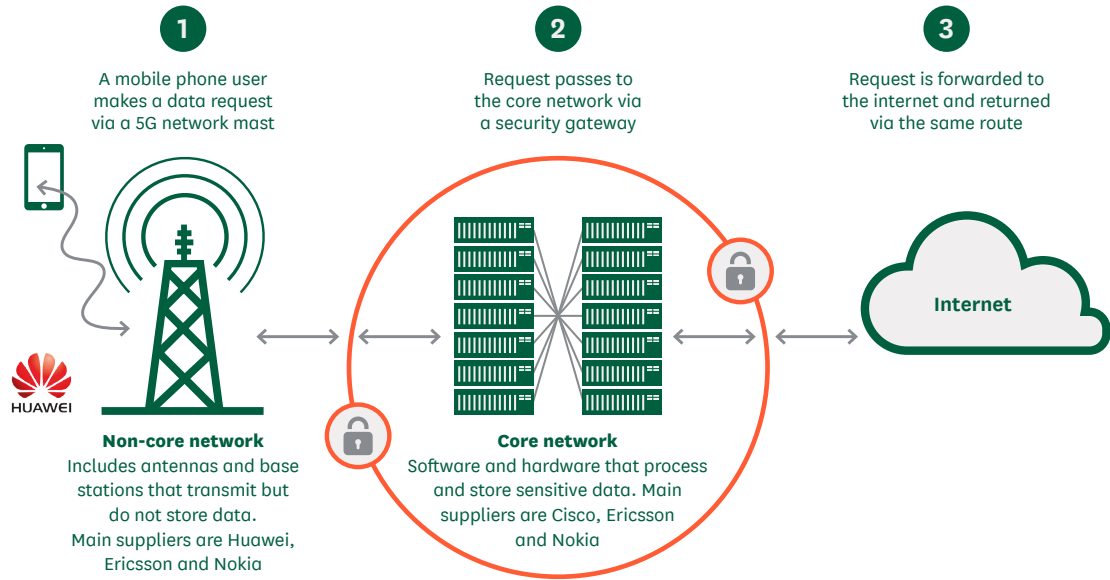 1
A mobile phone user
makes a data request
via a 5G network mast
2
Request passes to
the core network via
a security gateway
3
Request is forwarded to
the internet and returned
via the same route
HUAWEI
Non-core network
Includes antennas and base
stations that transmit but
do not store data.
Main suppliers are Huawei,
Ericsson and Nokia
Core network
Software and hardware that process
and store sensitive data. Main
suppliers are Cisco, Ericsson
and Nokia
Internet